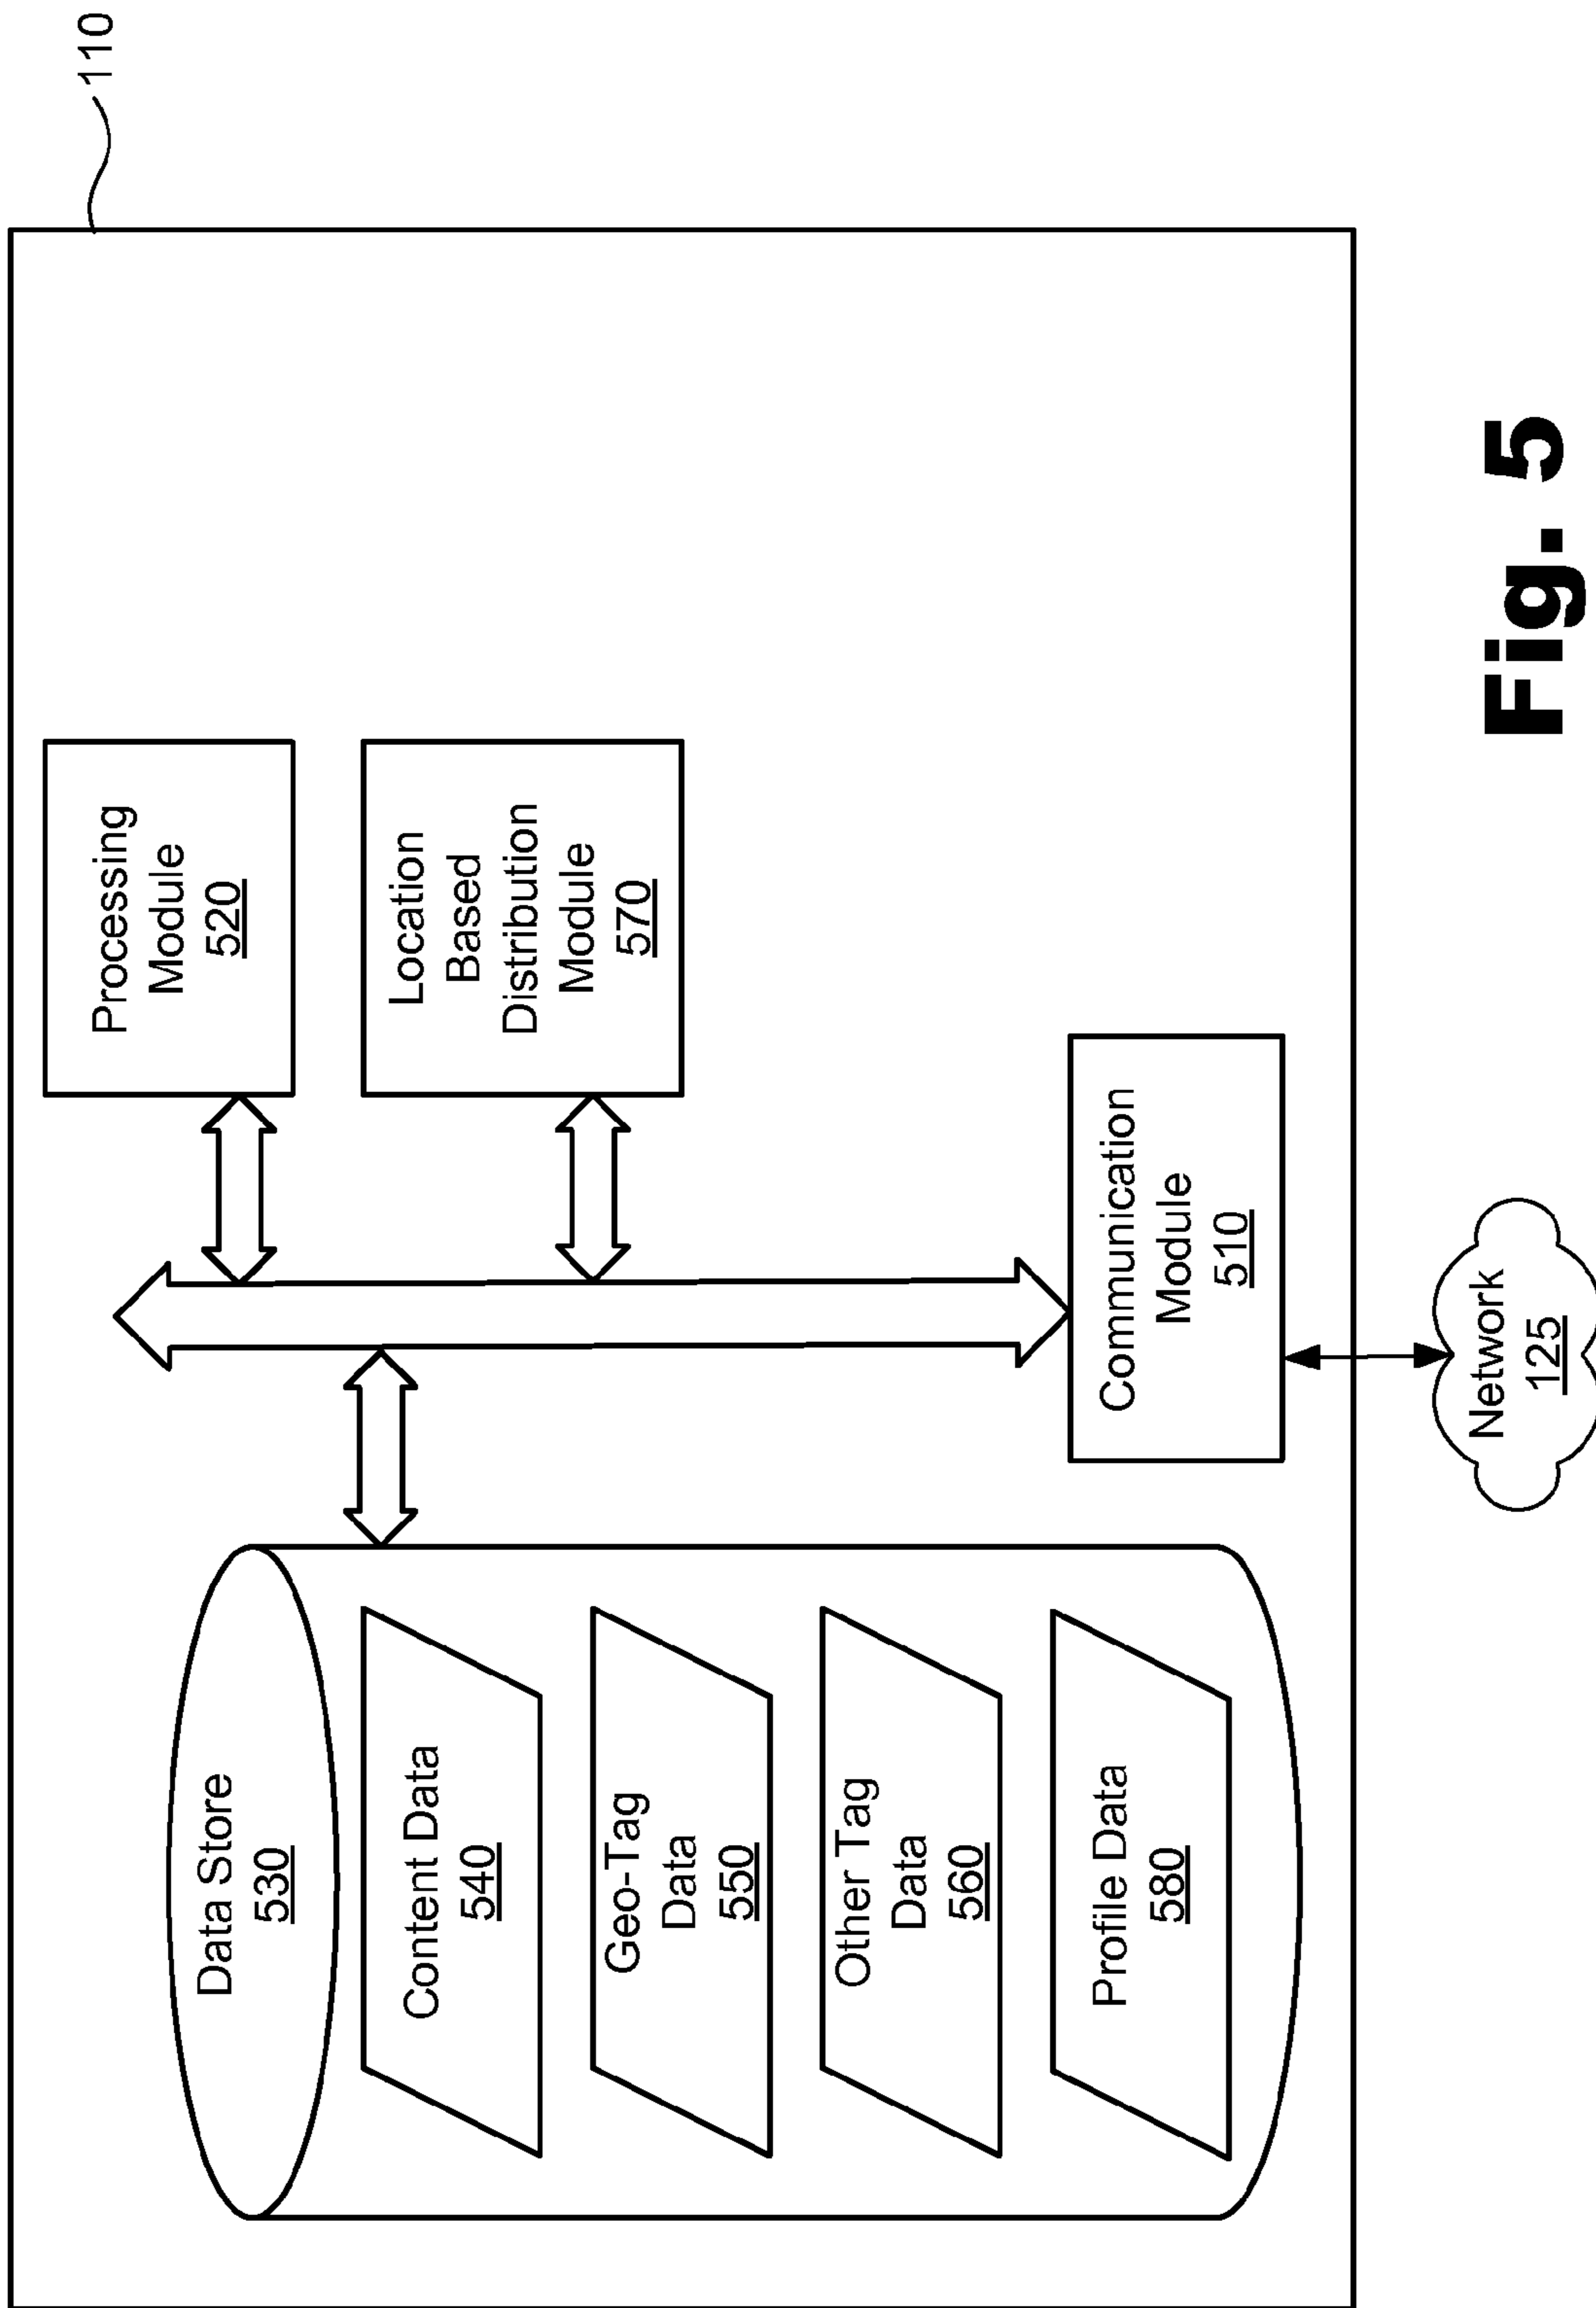 110
Data Store
530
Content Data
540
Geo-Tag
Data
550
Other Tag
Data
560
Profile Data
580
Processing
Module
520
Location
Based
Distribution
Module
570
Communication
Module
510
Network
125
Fig. 5